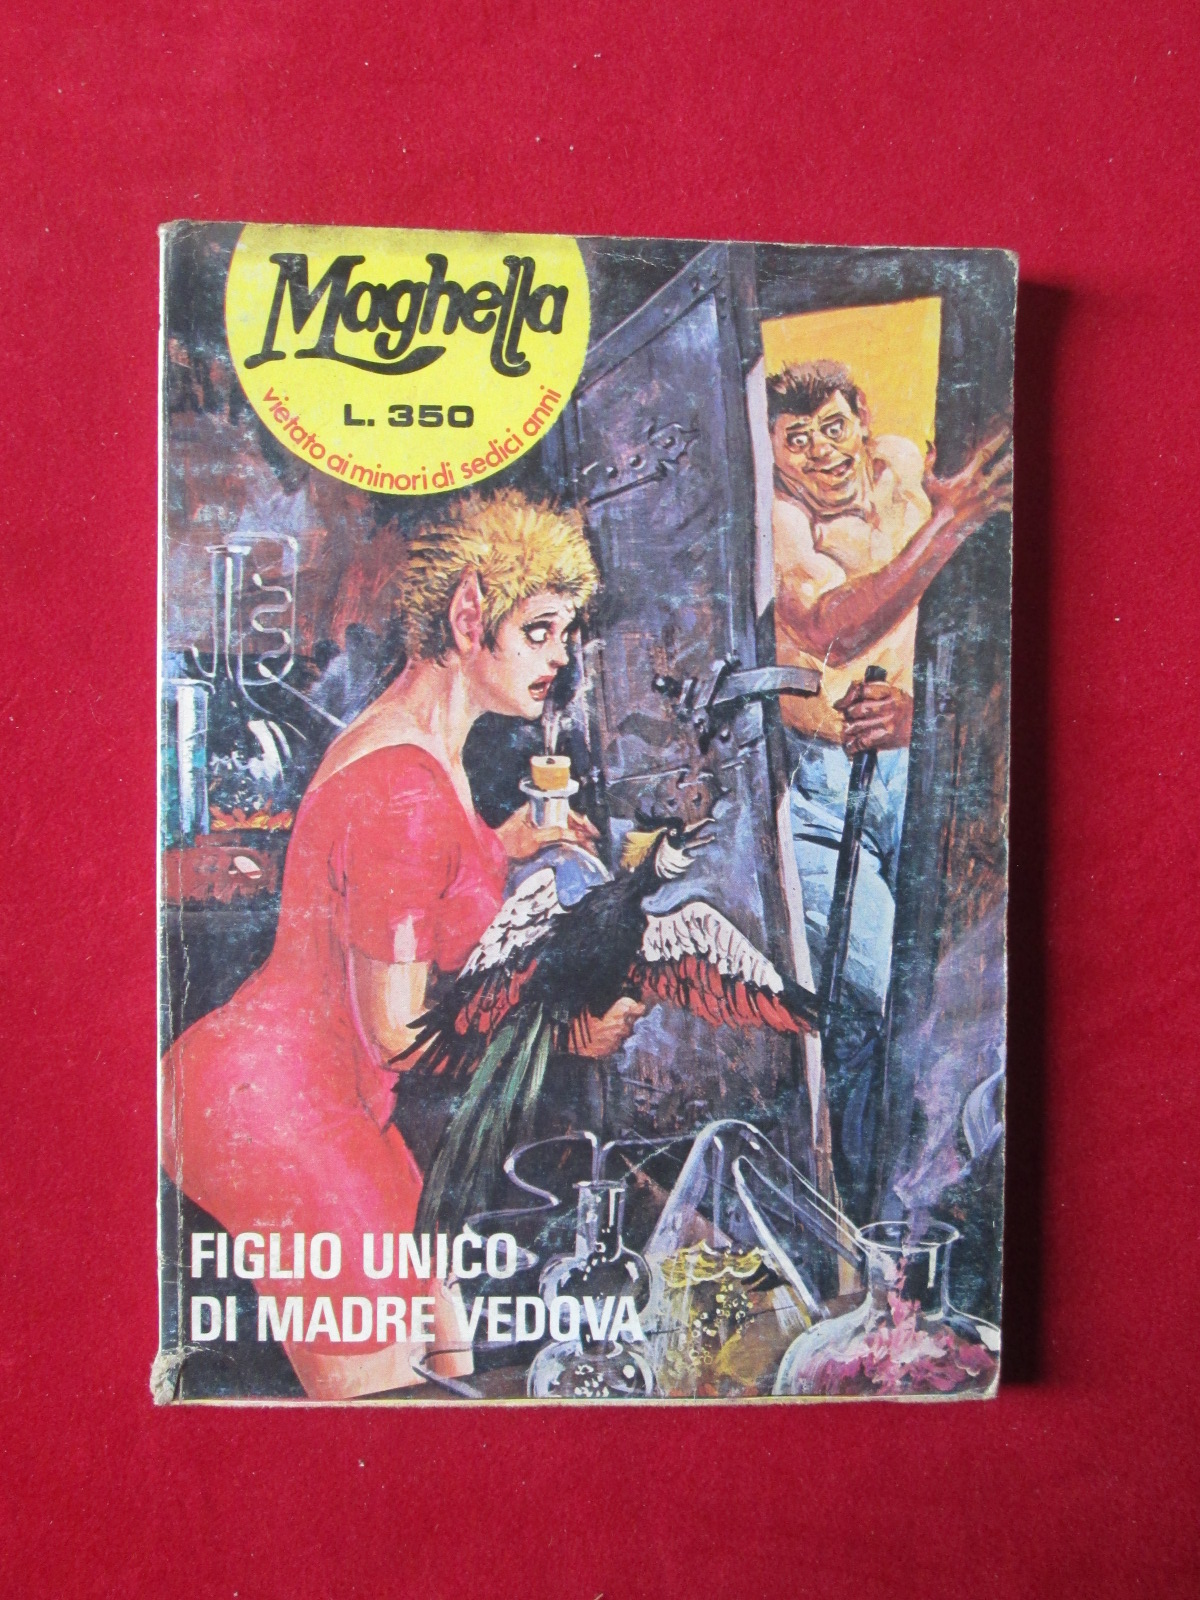 Maghella
L. 350
vietato ai minori di sedici anni
FIGLIO UNICO
DI MADRE VEDOVA